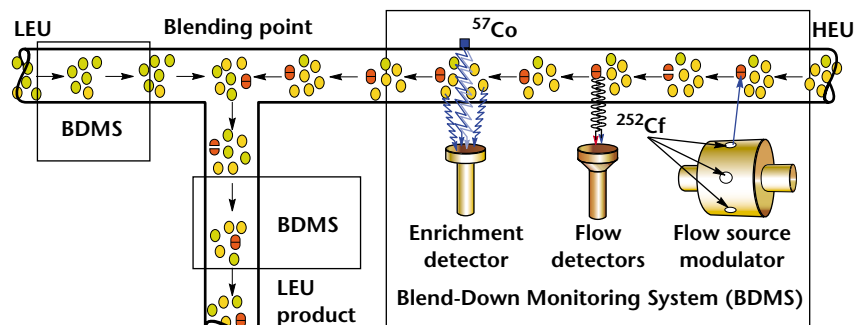 LEU
Blending point
⁵⁷Co
HEU
BDMS
²⁵²Cf
BDMS
Enrichment
detector
Flow
detectors
Flow source
modulator
LEU
product
Blend-Down Monitoring System (BDMS)